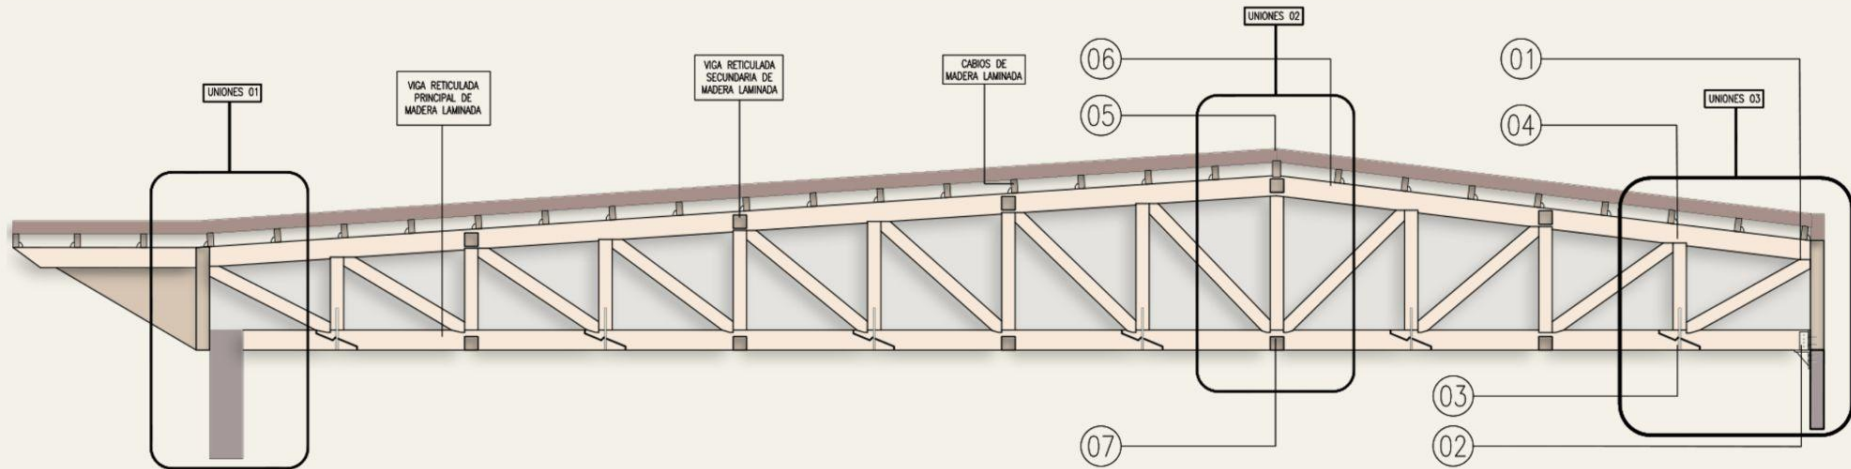 UNIONES 02
06
01
VIGA RETICULADA
SECUNDARIA DE
MADERA LAMINADA
CABIOS DE
MADERA LAMINADA
VIGA RETICULADA
PRINCIPAL DE
MADERA LAMINADA
UNIONES 01
UNIONES 03
05
04
03
07
02